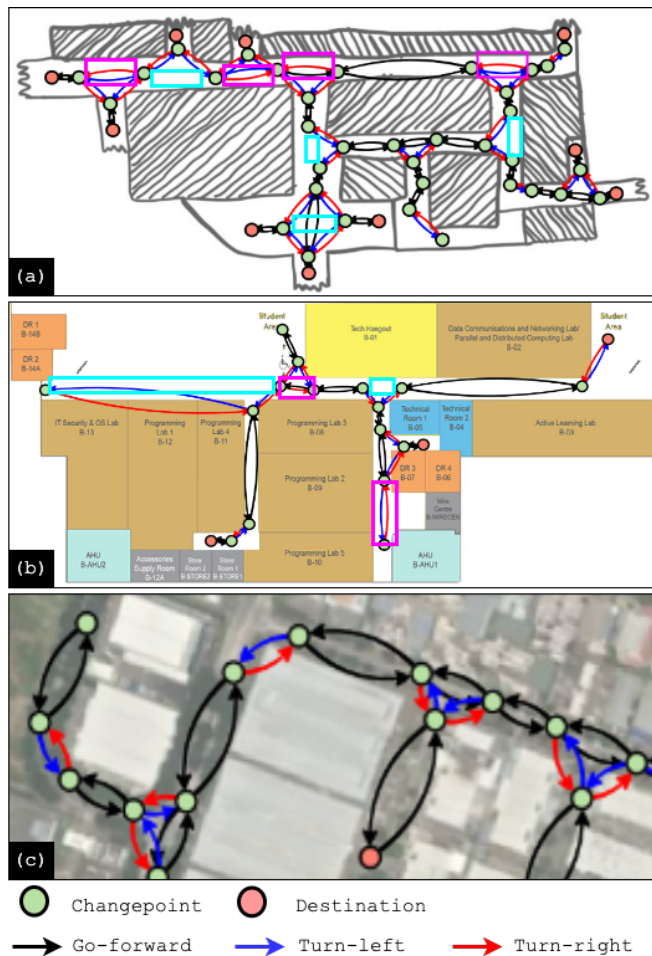 (a)
Student
Area
Student
Area
DR 1
B-14B
DR 2
B-14A
Tech Hangout
B-01
Data Communications and Networking Lab/
Parallel and Distributed Computing Lab
B-02
IT Security & OS Lab
B-13
Programming
Lab 1
B-12
Programming
Lab 4
B-11
Programming Lab 3
B-08
Technical
Room 1
B-05
Technical
Room 2
B-04
Active Learning Lab
B-03
Programming Lab 2
B-09
DR 3
B-07
DR 4
B-06
Wire
Centre
B-WIRECEN
AHU
B-AHU2
Accessories
Supply Room
B-12A
Store
Room 2
B-STORE2
Store
Room 1
B-STORE1
Programming Lab 5
B-10
AHU
B-AHU1
(b)
(c)
Changepoint
Destination
Go-forward
Turn-left
Turn-right